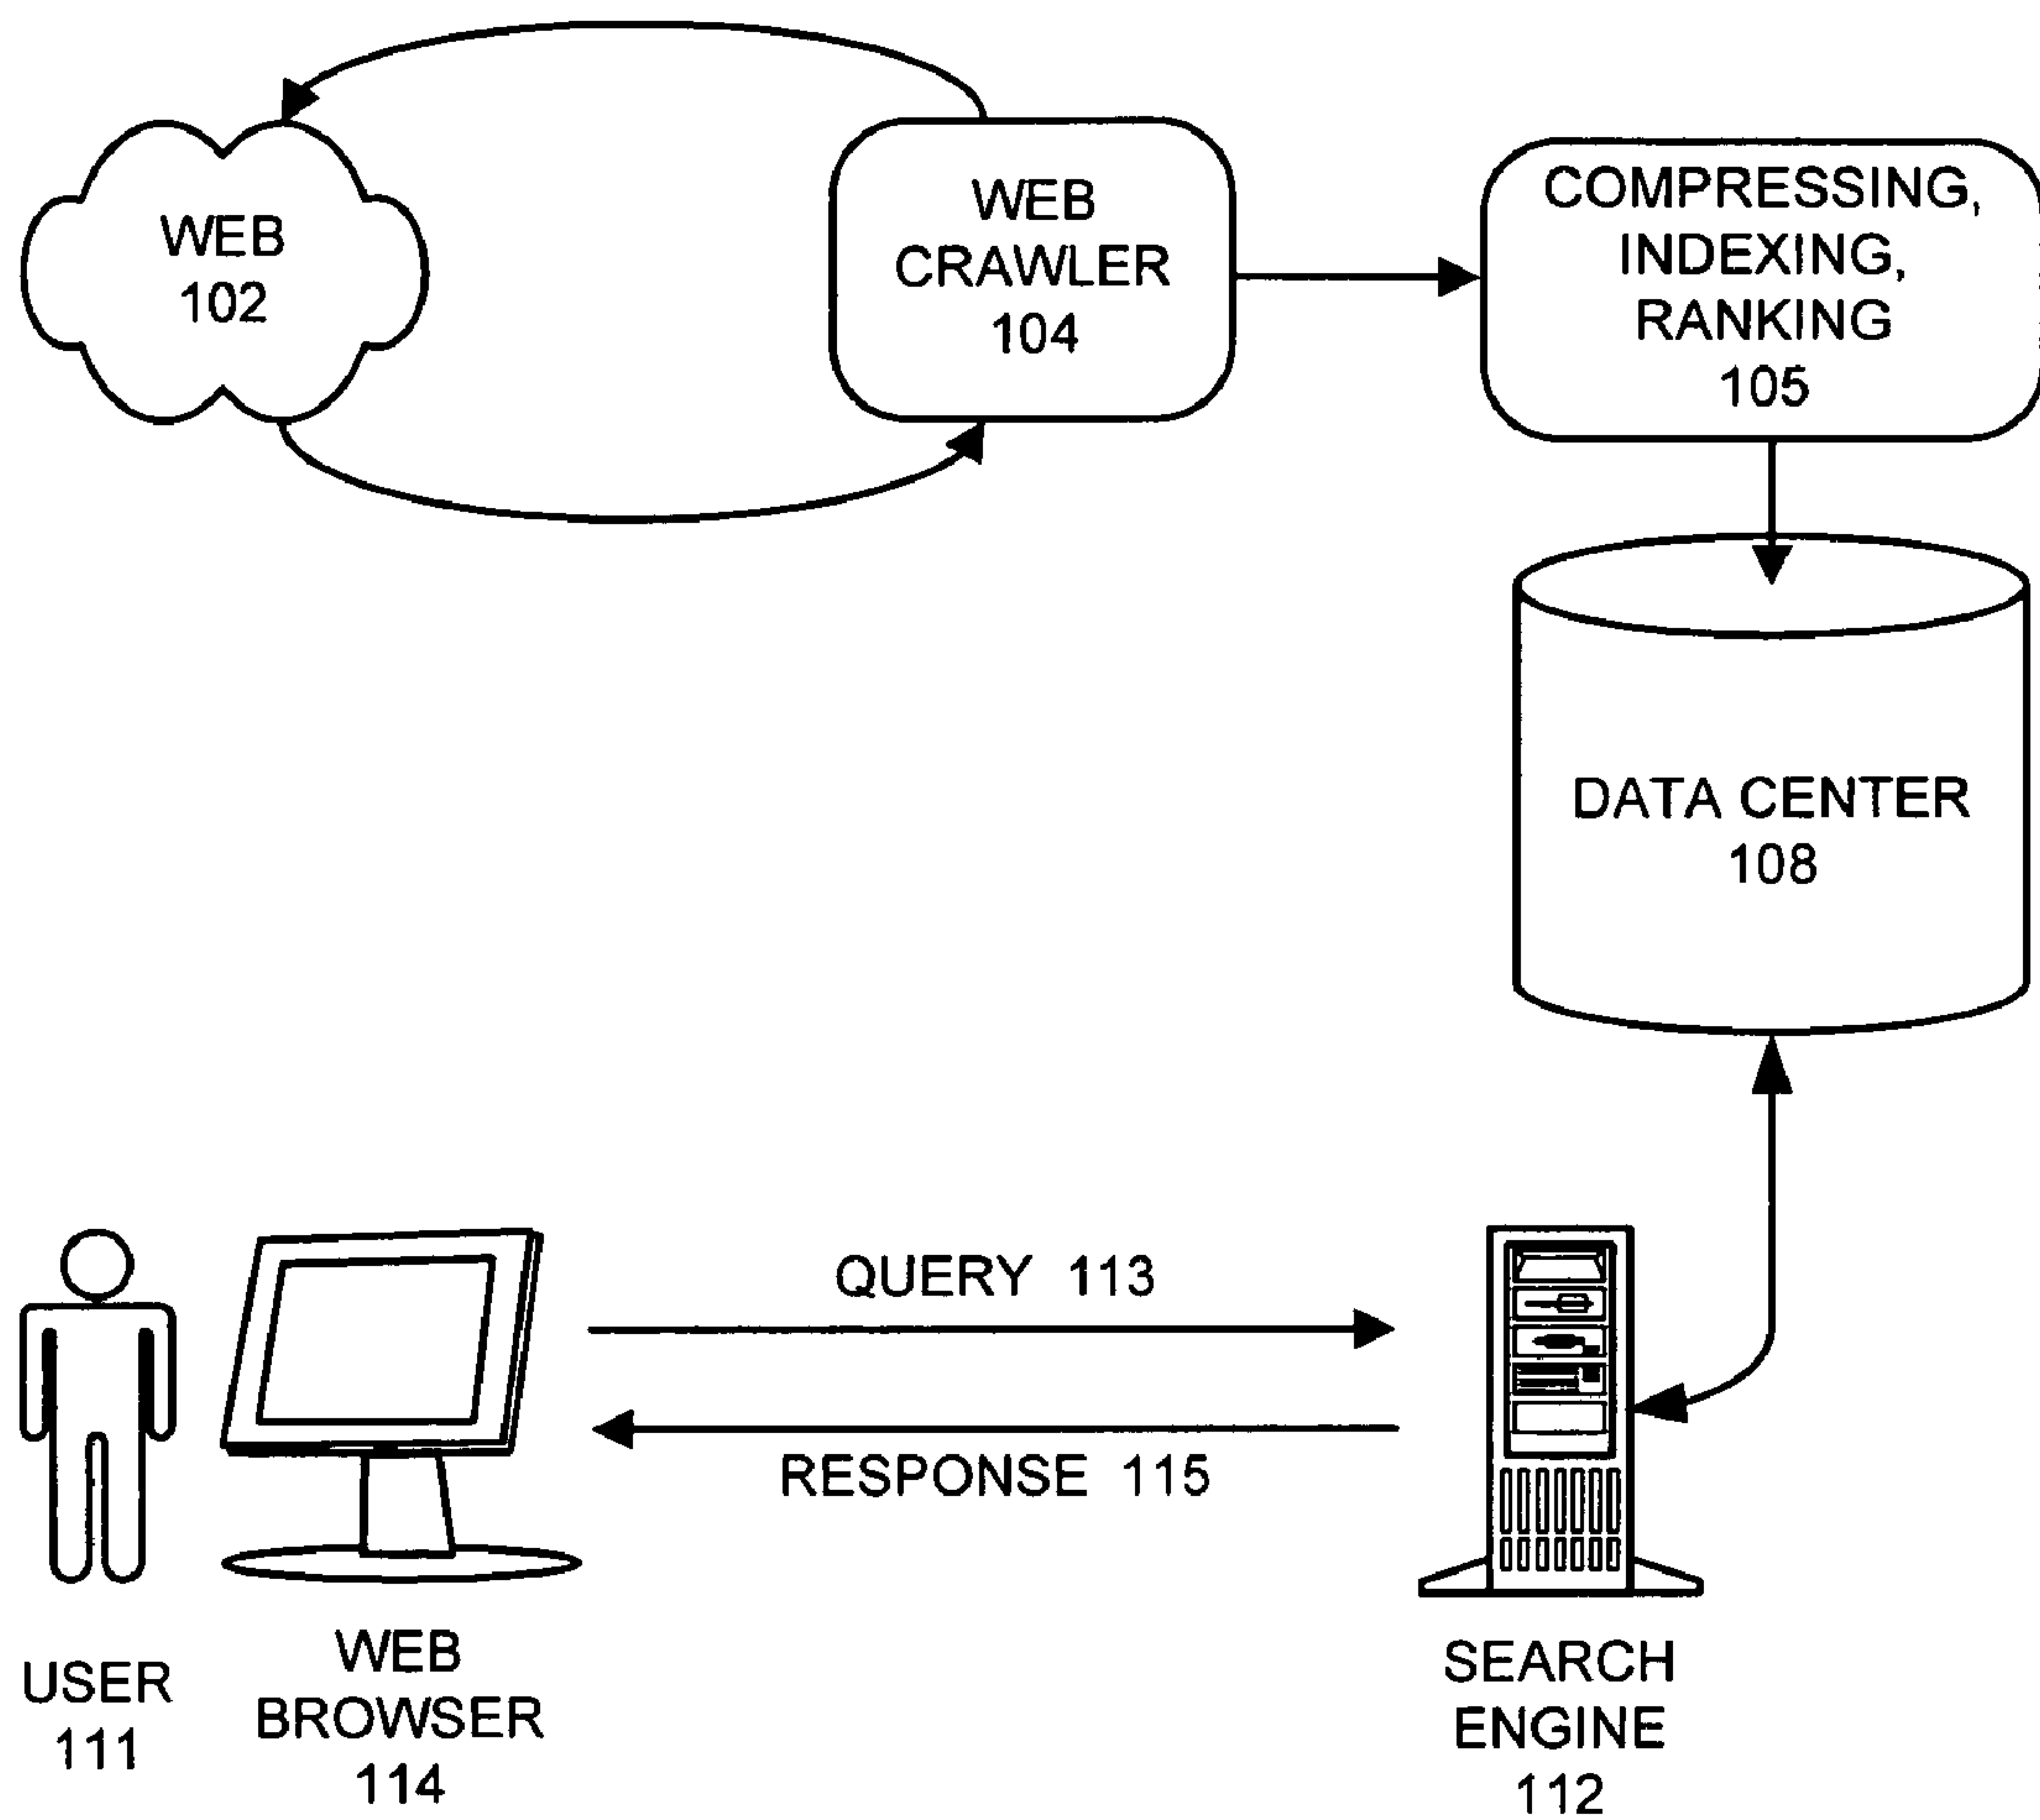 WEB
102
WEB
CRAWLER
104
COMPRESSING,
INDEXING,
RANKING
105
DATA CENTER
108
QUERY 113
RESPONSE 115
USER
111
WEB
BROWSER
114
SEARCH
ENGINE
112